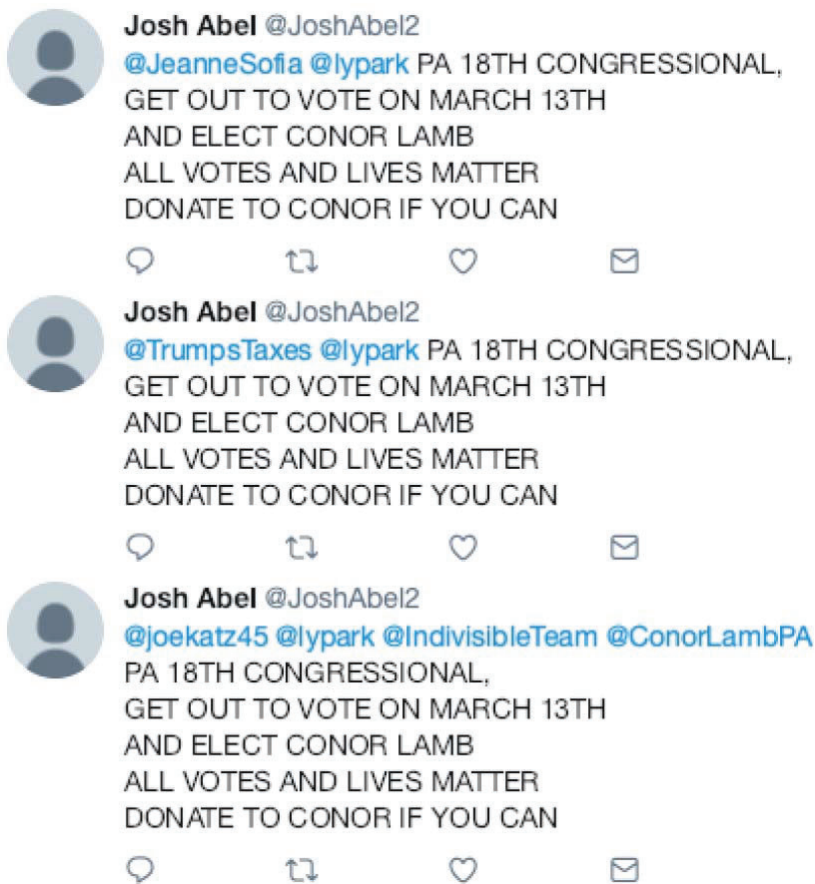 Josh Abel @JoshAbel2
@JeanneSofia @lypark PA 18TH CONGRESSIONAL,
GET OUT TO VOTE ON MARCH 13TH
AND ELECT CONOR LAMB
ALL VOTES AND LIVES MATTER
DONATE TO CONOR IF YOU CAN
Josh Abel @JoshAbel2
@TrumpsTaxes @lypark PA 18TH CONGRESSIONAL,
GET OUT TO VOTE ON MARCH 13TH
AND ELECT CONOR LAMB
ALL VOTES AND LIVES MATTER
DONATE TO CONOR IF YOU CAN
Josh Abel @JoshAbel2
@joekatz45 @lypark @IndivisibleTeam @ConorLambPA
PA 18TH CONGRESSIONAL,
GET OUT TO VOTE ON MARCH 13TH
AND ELECT CONOR LAMB
ALL VOTES AND LIVES MATTER
DONATE TO CONOR IF YOU CAN